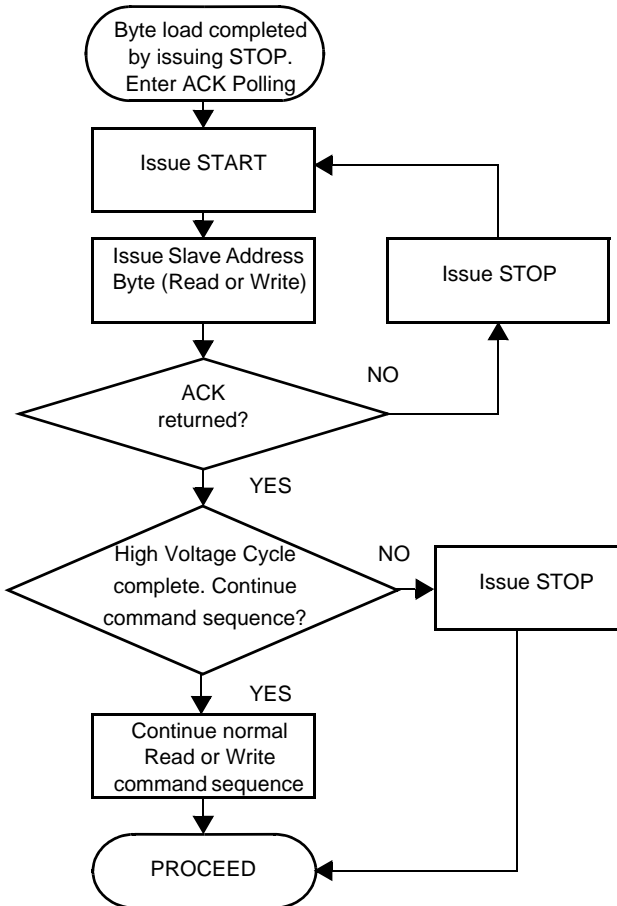 Byte load completed
by issuing STOP.
Enter ACK Polling
Issue START
Issue Slave Address
Byte (Read or Write)
Issue STOP
ACK
returned?
NO
YES
High Voltage Cycle
complete. Continue
command sequence?
NO
Issue STOP
YES
Continue normal
Read or Write
command sequence
PROCEED